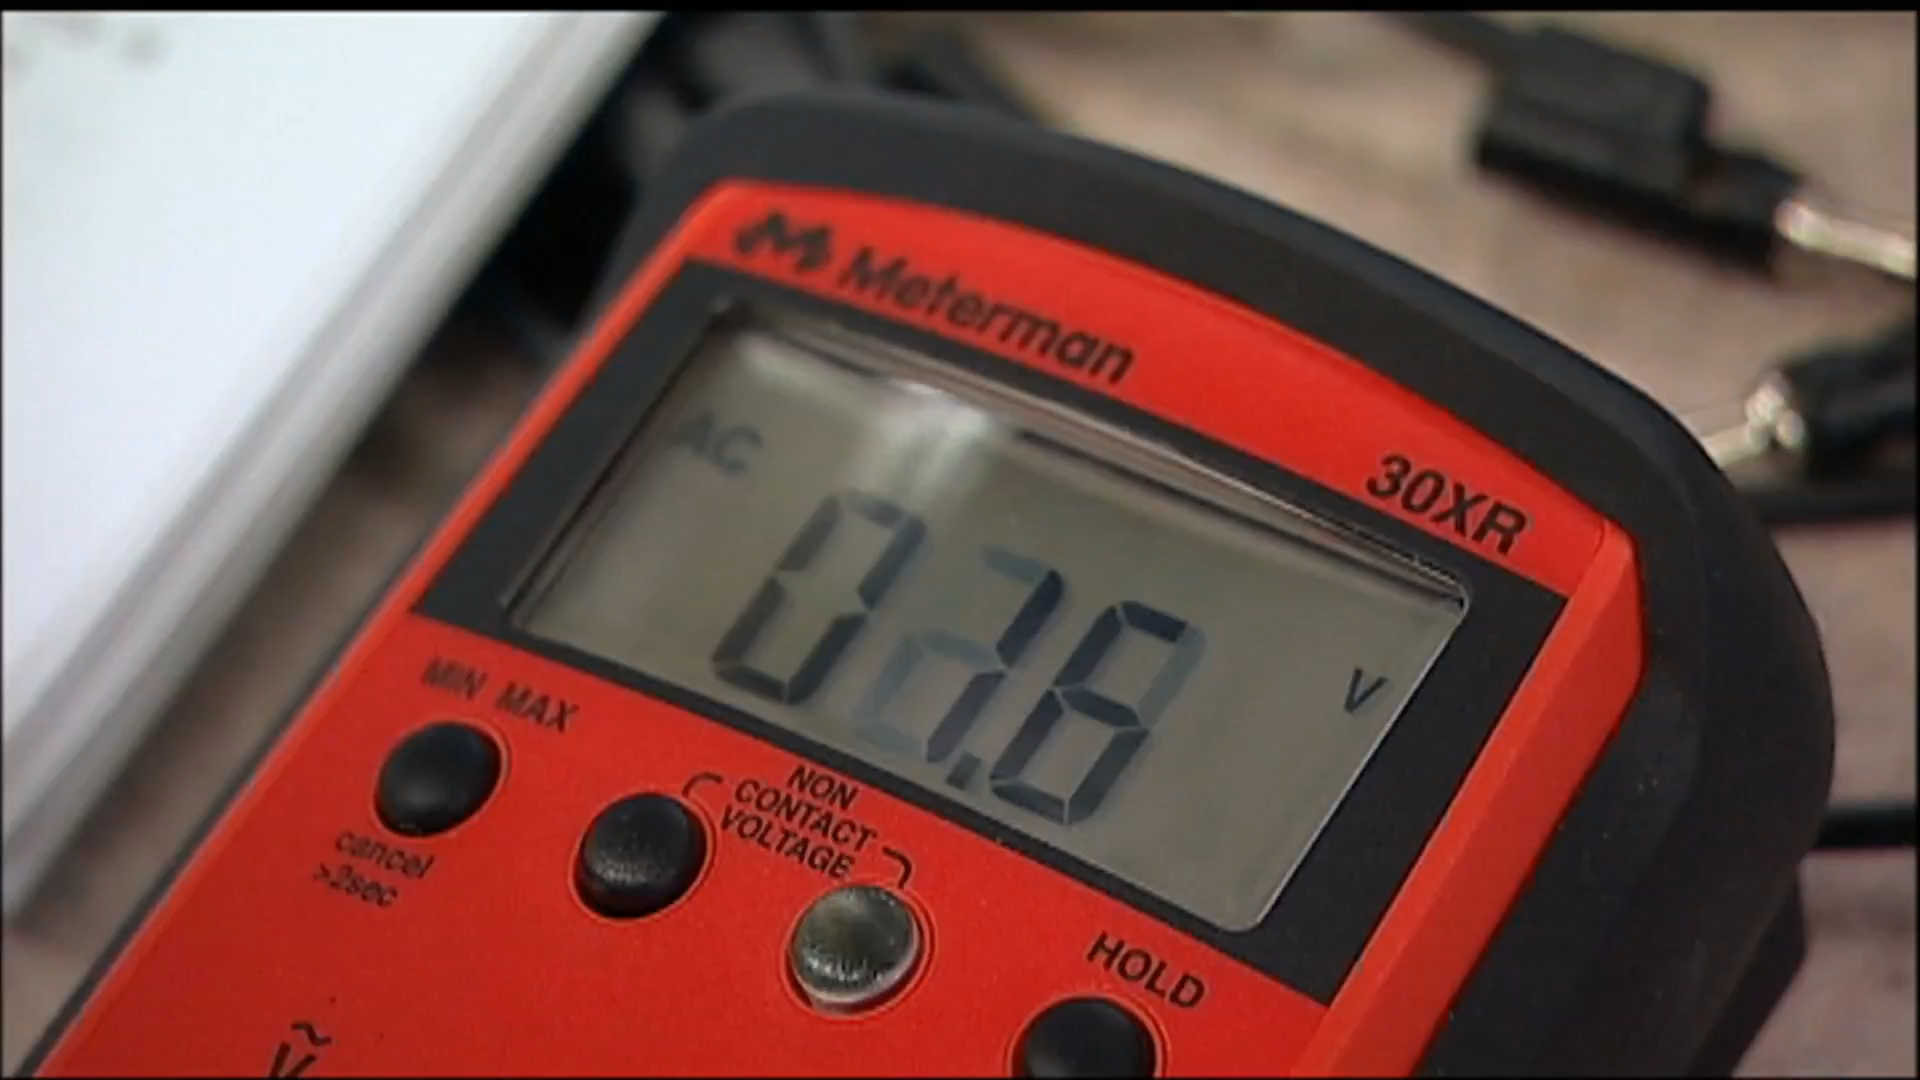 Meterman
30XR
AC
V
MIN MAX
cancel
>2sec
NON
CONTACT
VOLTAGE
HOLD
Ṽ